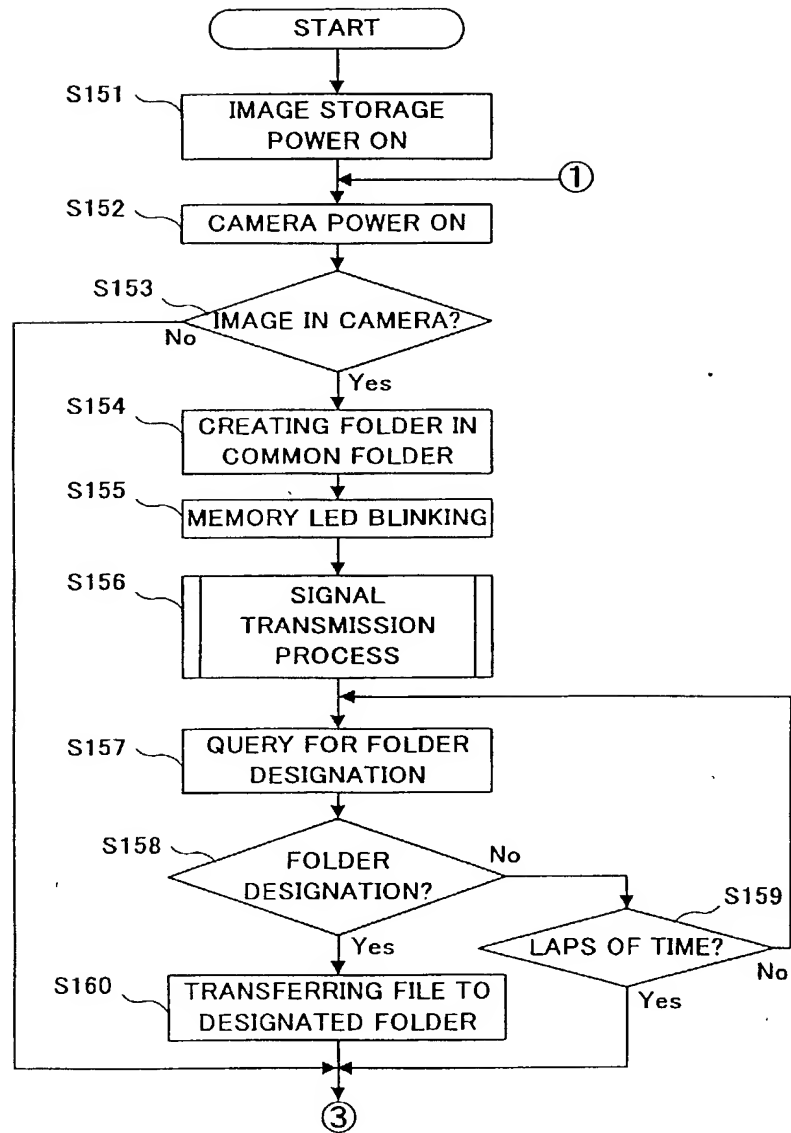 START
S151
IMAGE STORAGE
POWER ON
①
S152
CAMERA POWER ON
S153
IMAGE IN CAMERA?
No
Yes
S154
CREATING FOLDER IN
COMMON FOLDER
S155
MEMORY LED BLINKING
S156
SIGNAL
TRANSMISSION
PROCESS
S157
QUERY FOR FOLDER
DESIGNATION
S158
FOLDER
DESIGNATION?
No
Yes
S159
LAPS OF TIME?
No
Yes
S160
TRANSFERRING FILE TO
DESIGNATED FOLDER
③